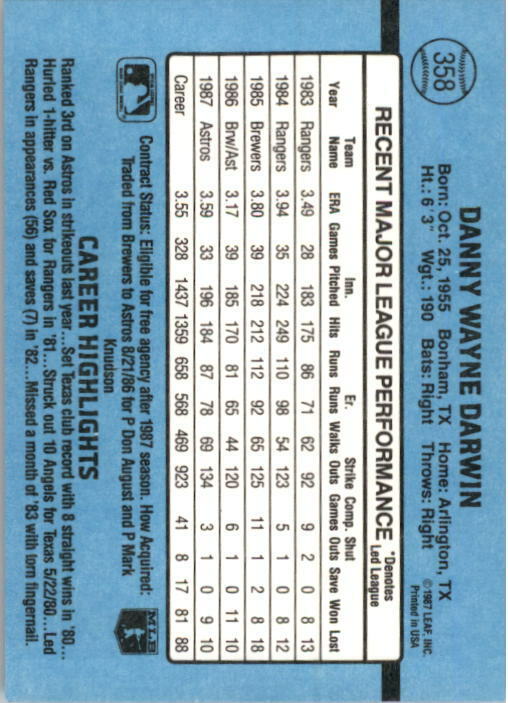 358
DANNY WAYNE DARWIN
Born: Oct. 25, 1955 Bonham, TX Home: Arlington, TX
Ht.: 6' 3" Wgt.: 190 Bats: Right Throws: Right
©1987 LEAF, INC.
Printed in USA
RECENT MAJOR LEAGUE PERFORMANCE *Denotes Led League
Year Team Name ERA Games Inn. Pitched Hits Runs Er. Runs Walks Strike Outs Comp. Games Shut Outs Save Won Lost
1983 Rangers 3.49 28 183 175 86 71 62 92 9 2 0 8 13
1984 Rangers 3.94 35 224 249 110 98 54 123 5 1 0 8 12
1985 Brewers 3.80 39 218 212 112 92 65 125 11 1 2 8 18
1986 Brw/Ast 3.17 39 185 170 81 65 44 120 6 1 0 11 10
1987 Astros 3.59 33 196 184 87 78 69 134 3 1 0 9 10
Career 3.55 328 1437 1359 658 568 469 923 41 8 17 81 88
Contract Status: Eligible for free agency after 1987 season. How Acquired:
Traded from Brewers to Astros 8/21/86 for P Don August and P Mark
Knudson
MLB
CAREER HIGHLIGHTS
Ranked 3rd on Astros in strikeouts last year...Set Texas club record with 8 straight wins in '80...
Hurled 1-hitter vs. Red Sox for Rangers in '81...Struck out 10 Angels for Texas 5/22/80...Led
Rangers in appearances (56) and saves (7) in '82...Missed a month of '83 with torn fingernail.